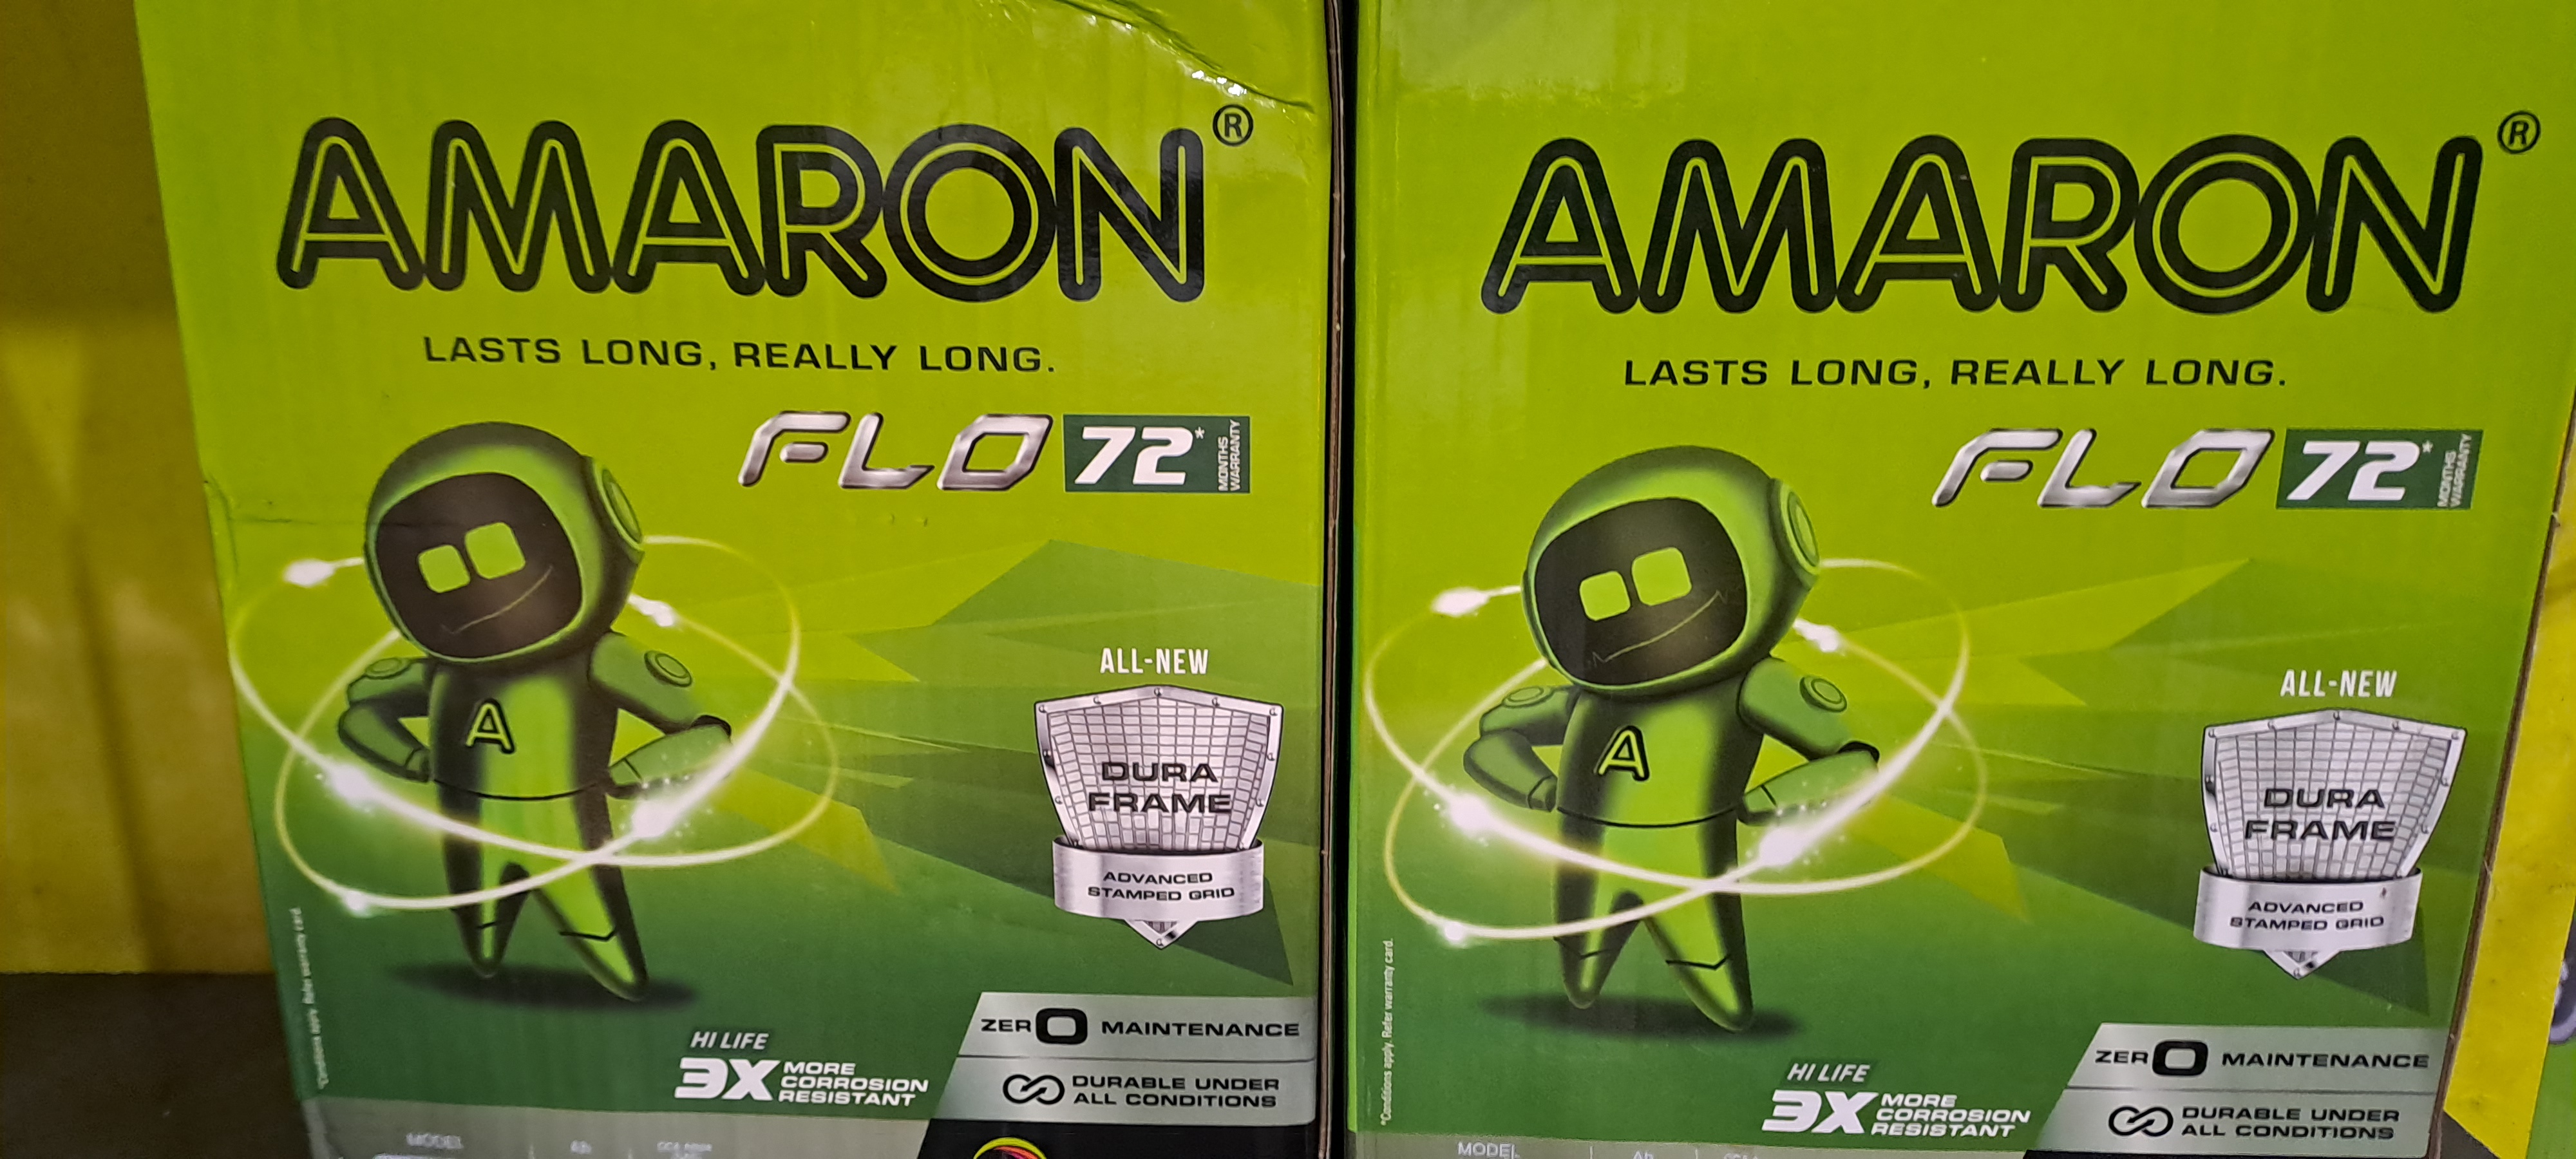 AMARON®
LASTS LONG, REALLY LONG.
FLO 72* MONTHS WARRANTY
A
ALL-NEW
DURA
FRAME
ADVANCED
STAMPED GRID
*Conditions apply. Refer warranty card.
HI LIFE
3X MORE
CORROSION
RESISTANT
ZERO MAINTENANCE
DURABLE UNDER
ALL CONDITIONS
MODEL Ah
AMARON®
LASTS LONG, REALLY LONG.
FLO 72* MONTHS WARRANTY
A
ALL-NEW
DURA
FRAME
ADVANCED
STAMPED GRID
*Conditions apply. Refer warranty card.
HI LIFE
3X MORE
CORROSION
RESISTANT
ZERO MAINTENANCE
DURABLE UNDER
ALL CONDITIONS
MODEL Ah